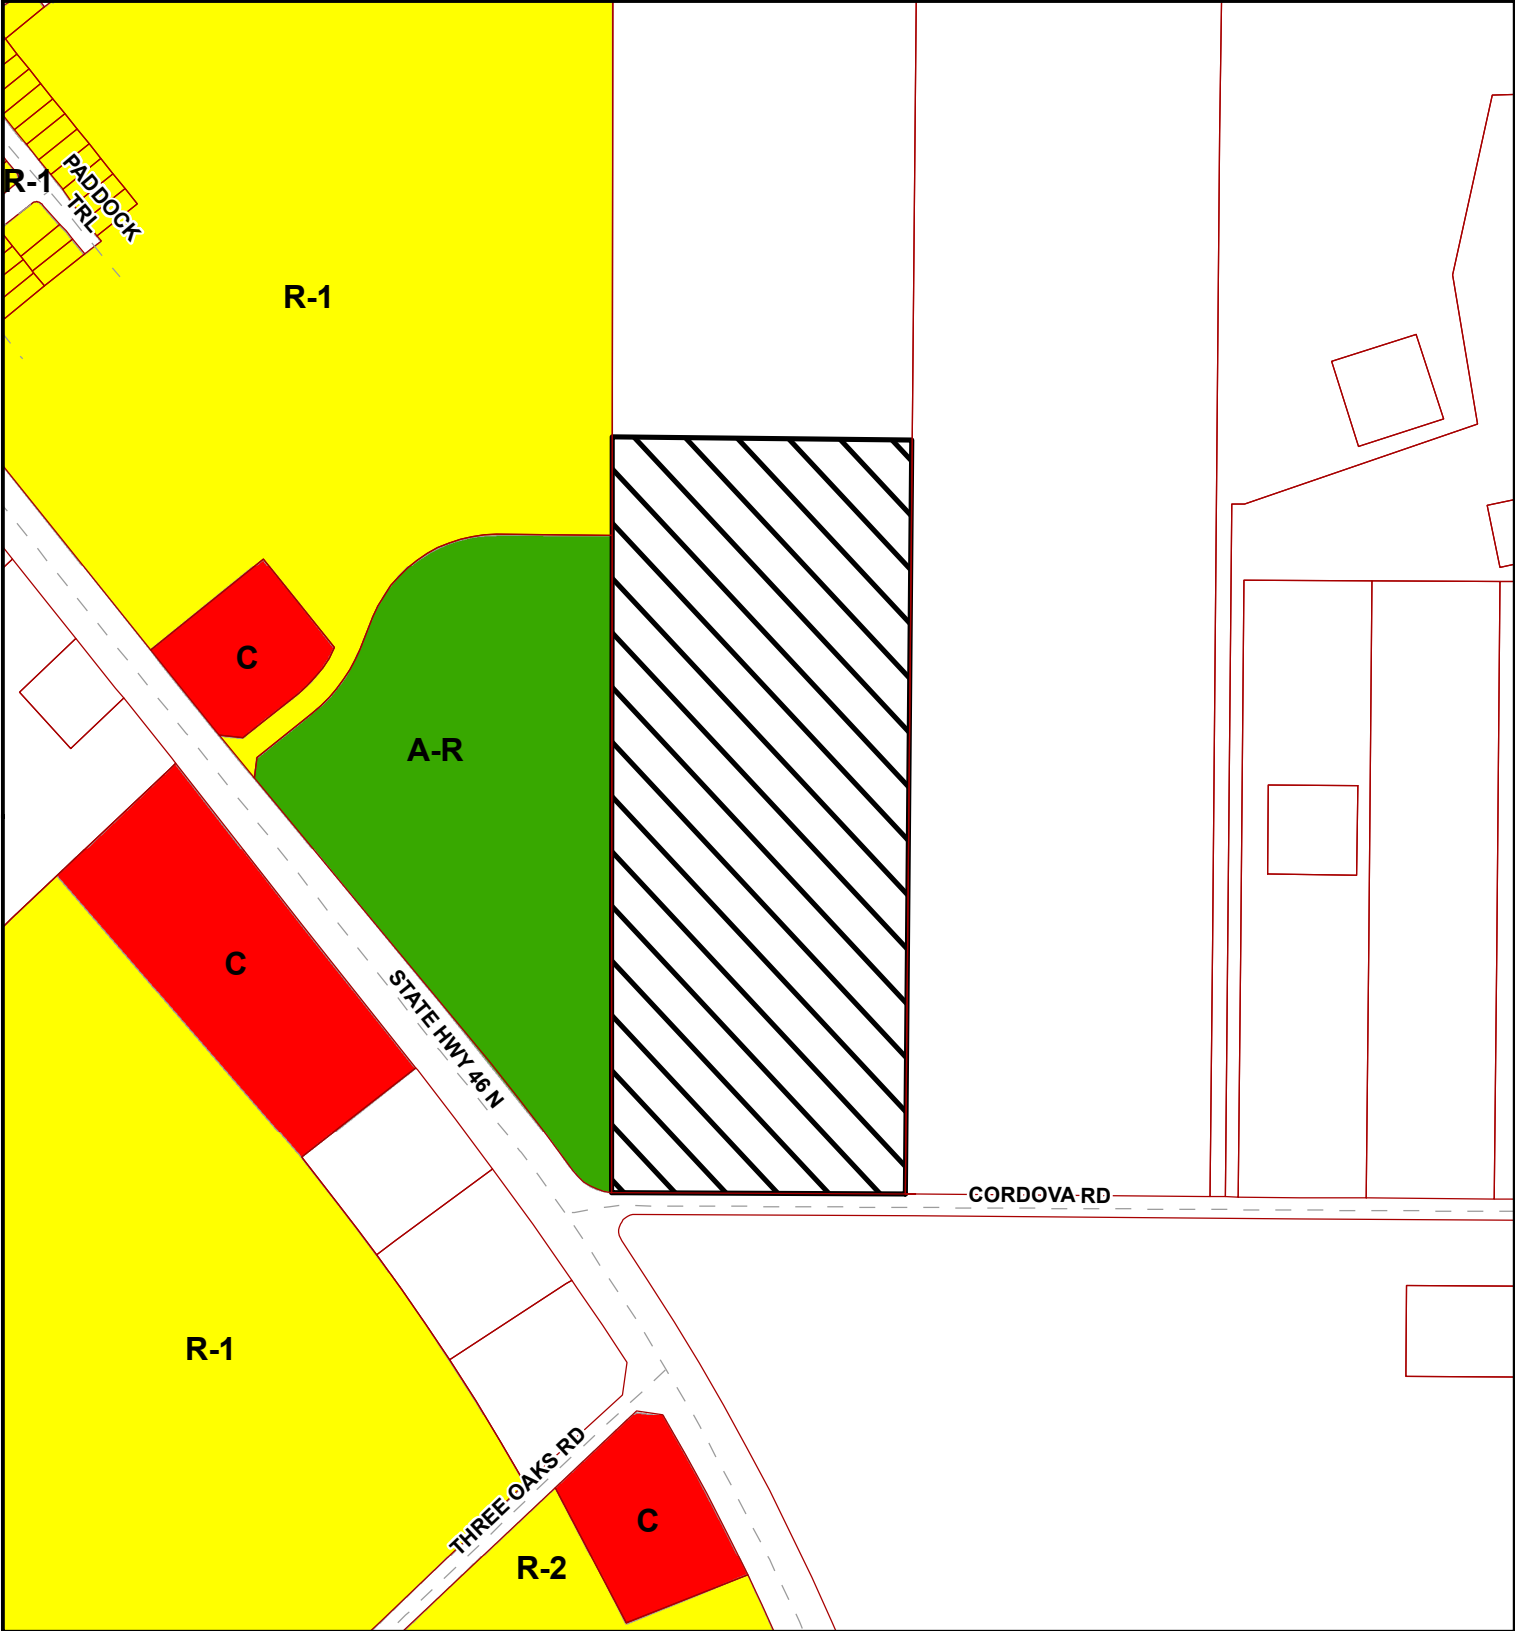 R-1
PADDOCK
TRL
R-1
C
A-R
C
STATE HWY 46 N
CORDOVA RD
R-1
THREE OAKS RD
C
R-2